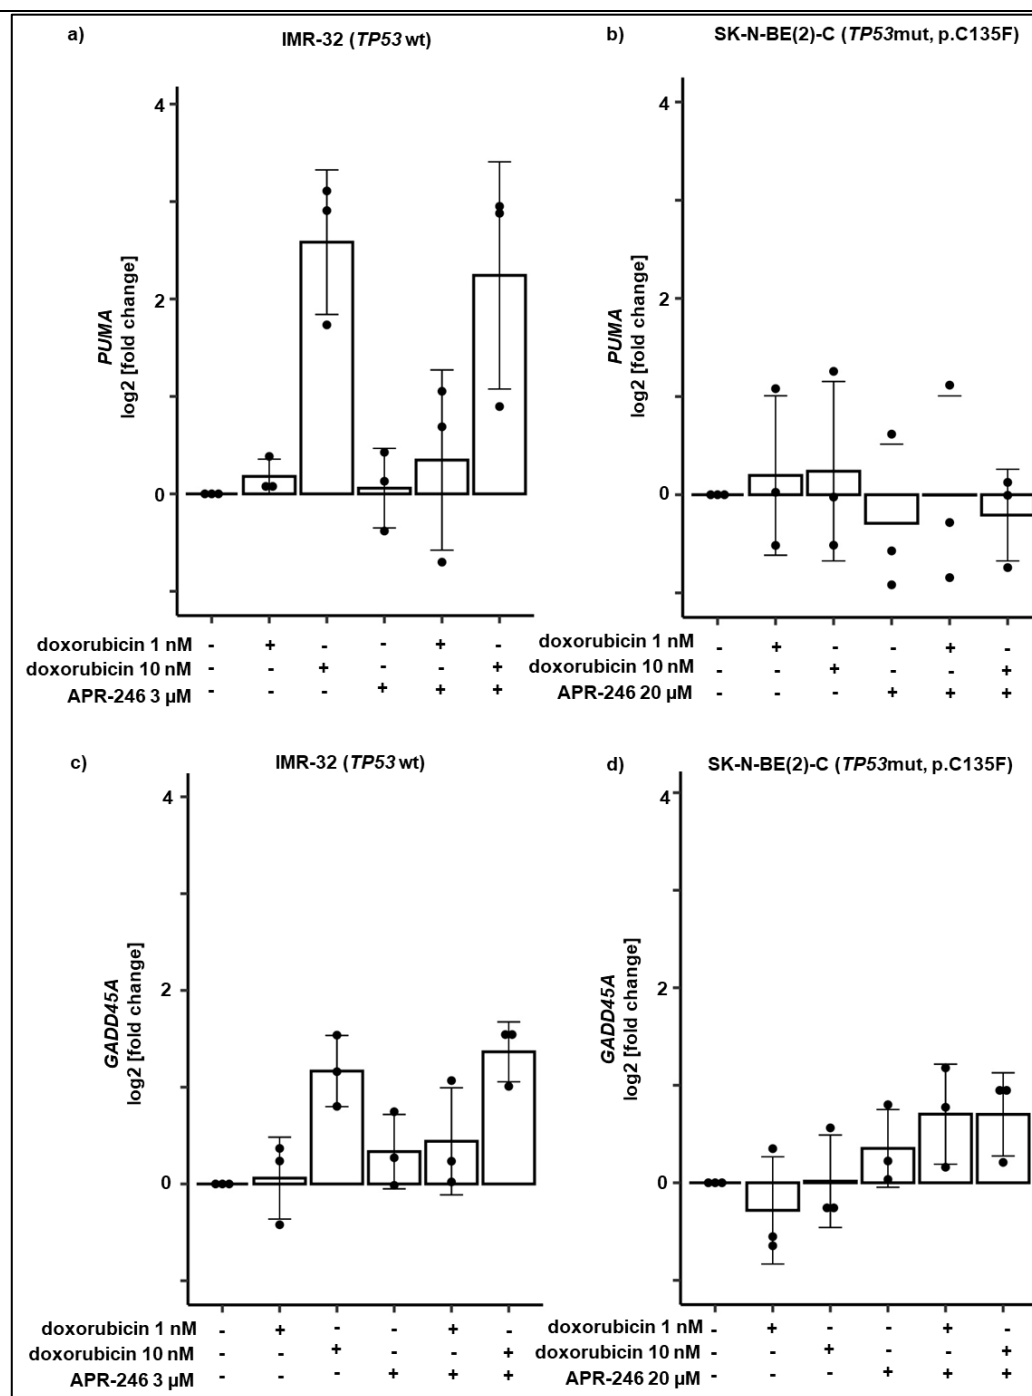 a)
IMR-32 (TP53 wt)
4
2
0
PUMA
log2 [fold change]
doxorubicin 1 nM - + - - + -
doxorubicin 10 nM - - + - - +
APR-246 3 µM - - - + + +
b)
SK-N-BE(2)-C (TP53mut, p.C135F)
4
2
0
PUMA
log2 [fold change]
doxorubicin 1 nM - + - - + -
doxorubicin 10 nM - - + - - +
APR-246 20 µM - - - + + +
c)
IMR-32 (TP53 wt)
4
2
0
GADD45A
log2 [fold change]
doxorubicin 1 nM - + - - + -
doxorubicin 10 nM - - + - - +
APR-246 3 µM - - - + + +
d)
SK-N-BE(2)-C (TP53mut, p.C135F)
4
2
0
GADD45A
log2 [fold change]
doxorubicin 1 nM - + - - + -
doxorubicin 10 nM - - + - - +
APR-246 20 µM - - - + + +